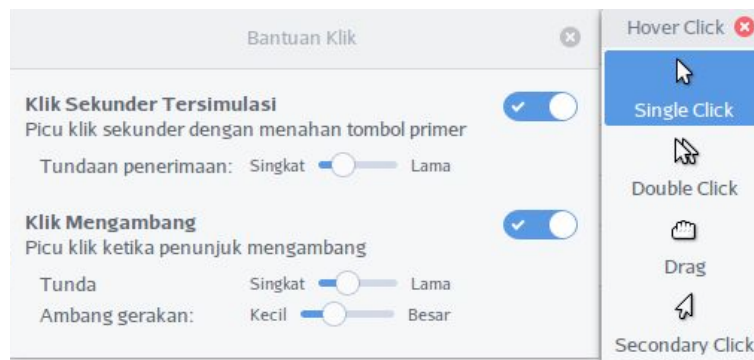 Bantuan Klik
Klik Sekunder Tersimulasi
Picu klik sekunder dengan menahan tombol primer
Tundaan penerimaan: Singkat Lama
Klik Mengambang
Picu klik ketika penunjuk mengambang
Tunda Singkat Lama
Ambang gerakan: Kecil Besar
Hover Click
Single Click
Double Click
Drag
Secondary Click